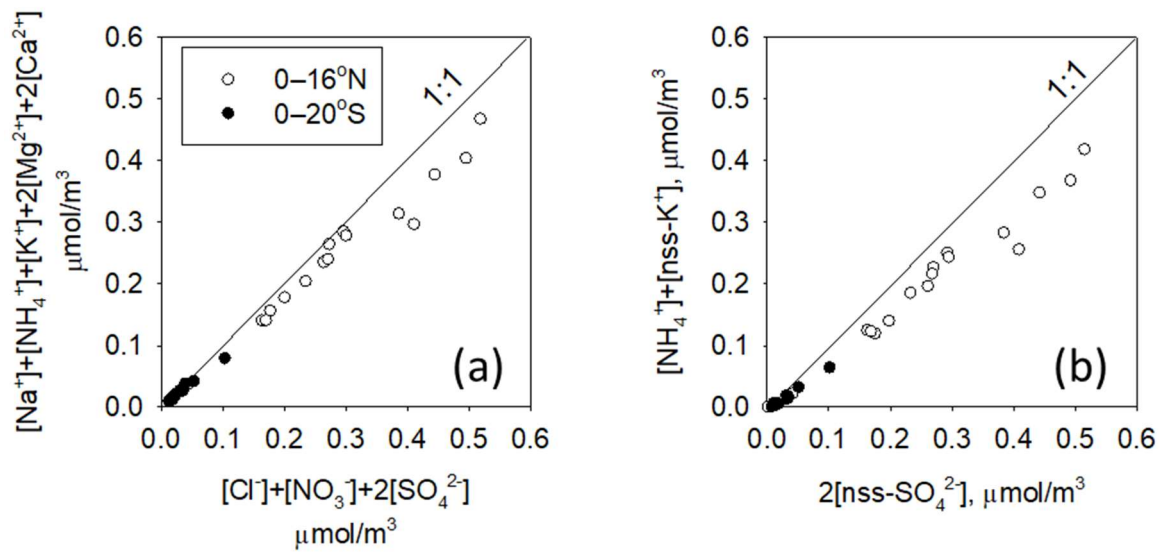 [Na⁺]+[NH₄⁺]+[K⁺]+2[Mg²⁺]+2[Ca²⁺]
μmol/m³
0.6
0.5
0.4
0.3
0.2
0.1
0.0
0–16°N
0–20°S
1:1
(a)
0.0 0.1 0.2 0.3 0.4 0.5 0.6
[Cl⁻]+[NO₃⁻]+2[SO₄²⁻]
μmol/m³
[NH₄⁺]+[nss-K⁺], μmol/m³
0.6
0.5
0.4
0.3
0.2
0.1
0.0
1:1
(b)
0.0 0.1 0.2 0.3 0.4 0.5 0.6
2[nss-SO₄²⁻], μmol/m³